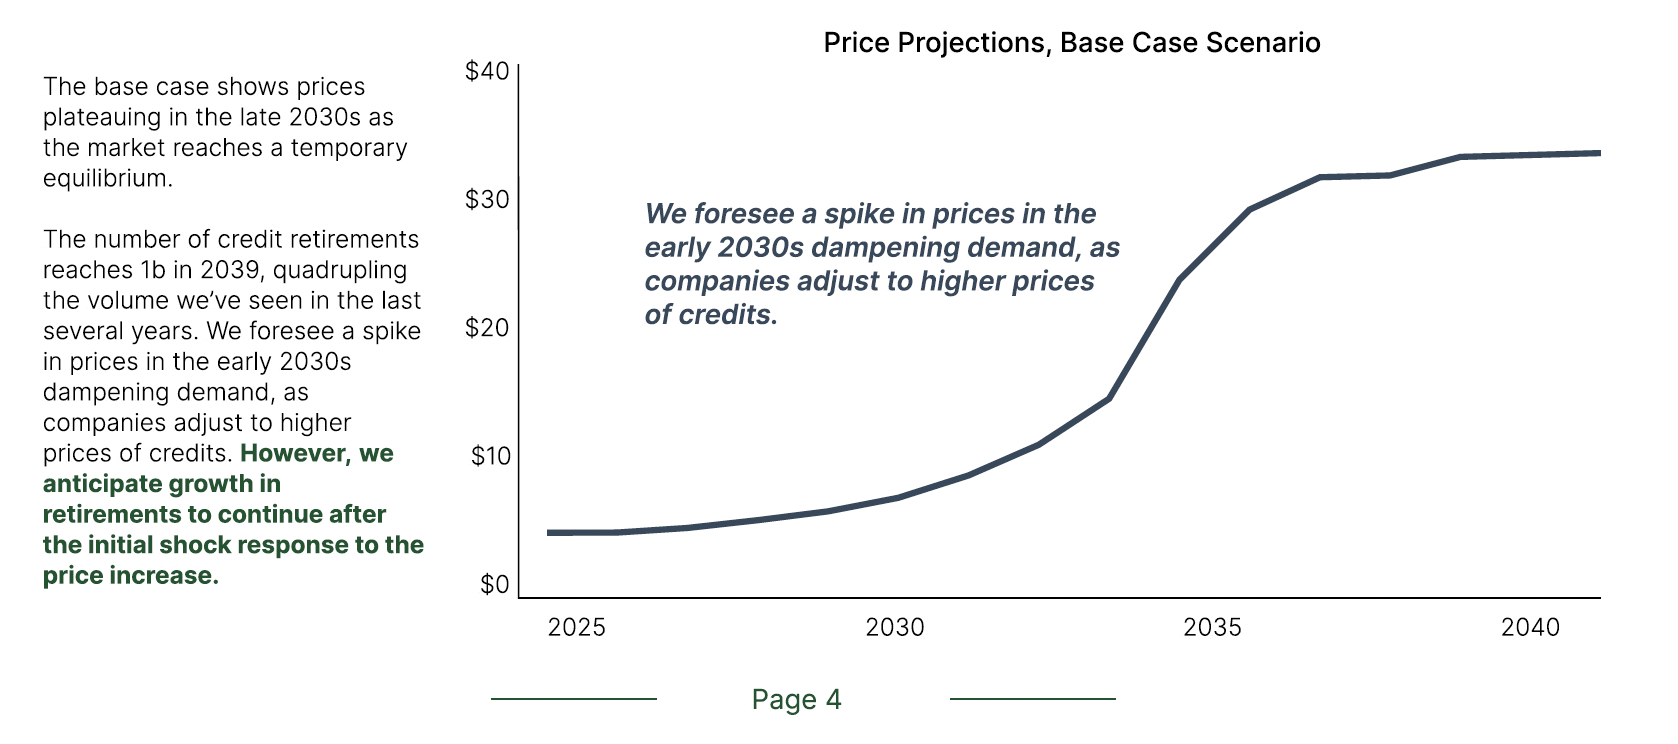 Price Projections, Base Case Scenario
The base case shows prices
plateauing in the late 2030s as
the market reaches a temporary
equilibrium.
The number of credit retirements
reaches 1b in 2039, quadrupling
the volume we’ve seen in the last
several years. We foresee a spike
in prices in the early 2030s
dampening demand, as
companies adjust to higher
prices of credits. However, we
anticipate growth in
retirements to continue after
the initial shock response to the
price increase.
$40
$30
$20
$10
$0
We foresee a spike in prices in the
early 2030s dampening demand, as
companies adjust to higher prices
of credits.
2025 2030 2035 2040
Page 4